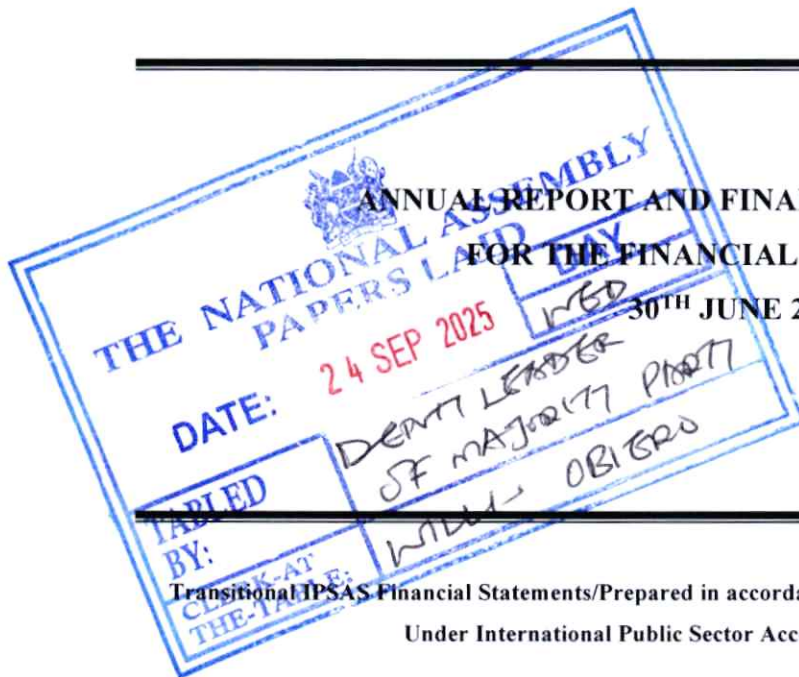 ANNUAL REPORT AND FINA
FOR THE FINANCIAL
30TH JUNE 2
THE NATIONAL ASSEMBLY
PAPERS LAID
DATE: 24 SEP 2025
DAY
WED
TABLED
BY:
DEPUTY LEADER
OF MAJORITY PARTY
CLERK-AT
THE-TABLE:
OBIERO
Transitional IPSAS Financial Statements/Prepared in accorda
Under International Public Sector Acc